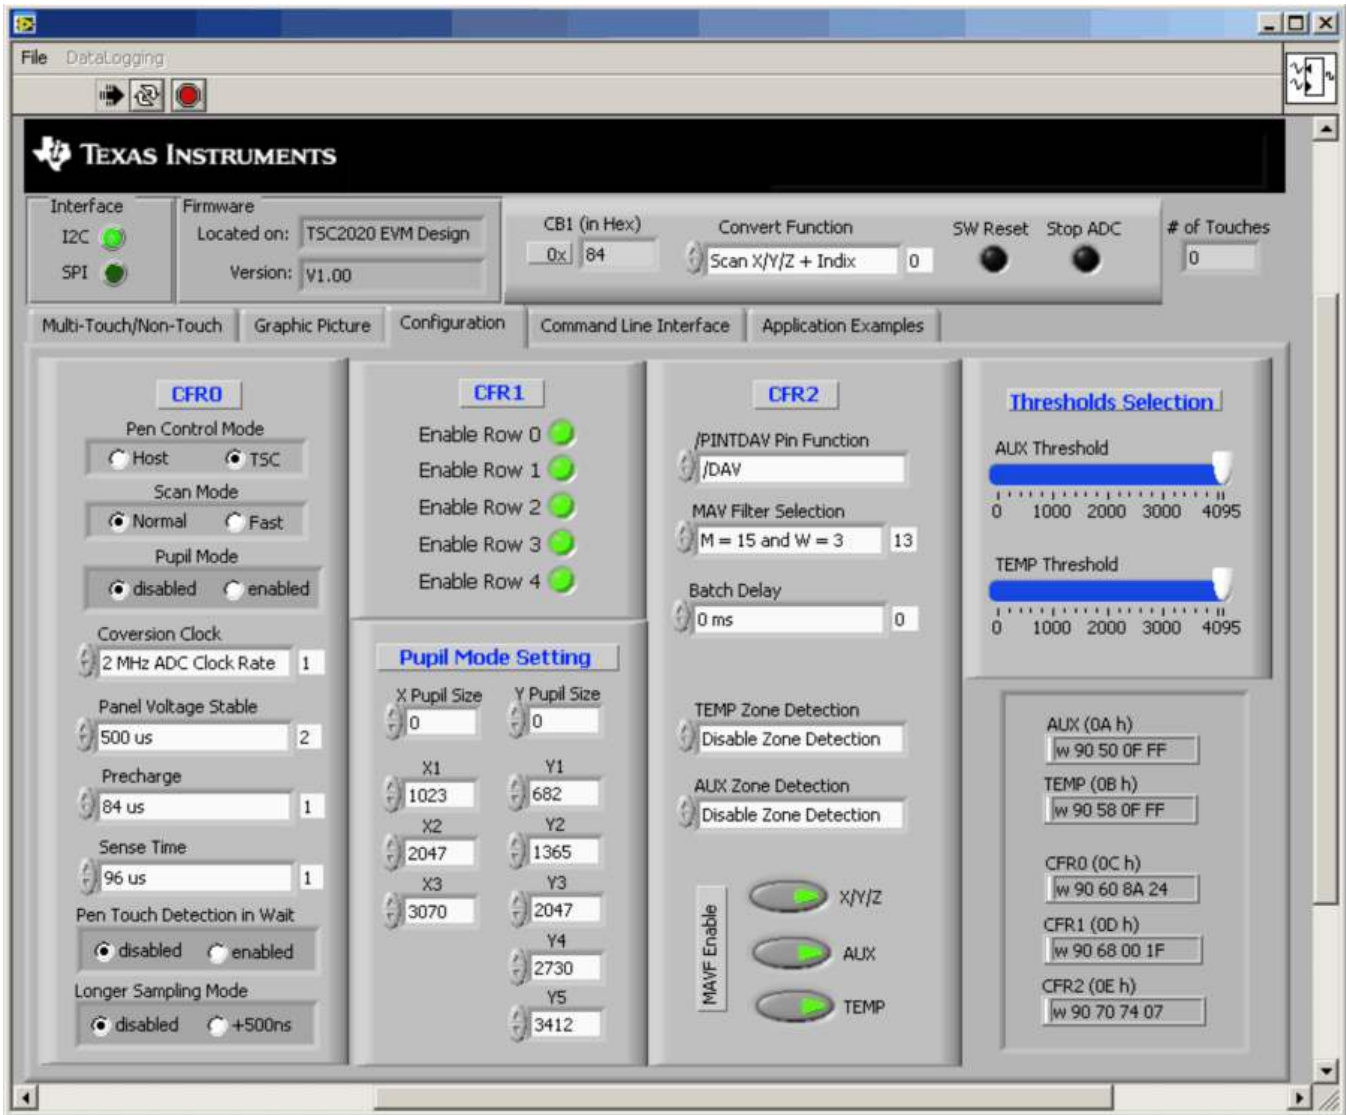 File DataLogging
TEXAS INSTRUMENTS
Interface
I2C
SPI
Firmware
Located on: TSC2020 EVM Design
Version: V1.00
CB1 (in Hex)
0x 84
Convert Function
Scan X/Y/Z + Indix 0
SW Reset
Stop ADC
# of Touches
0
Multi-Touch/Non-Touch Graphic Picture Configuration Command Line Interface Application Examples
CFR0
Pen Control Mode
Host TSC
Scan Mode
Normal Fast
Pupil Mode
disabled enabled
Coversion Clock
2 MHz ADC Clock Rate 1
Panel Voltage Stable
500 us 2
Precharge
84 us 1
Sense Time
96 us 1
Pen Touch Detection in Wait
disabled enabled
Longer Sampling Mode
disabled +500ns
CFR1
Enable Row 0
Enable Row 1
Enable Row 2
Enable Row 3
Enable Row 4
Pupil Mode Setting
X Pupil Size Y Pupil Size
0 0
X1 Y1
1023 682
X2 Y2
2047 1365
X3 Y3
3070 2047
Y4
2730
Y5
3412
CFR2
/PINTDAV Pin Function
/DAV
MAV Filter Selection
M = 15 and W = 3 13
Batch Delay
0 ms 0
TEMP Zone Detection
Disable Zone Detection
AUX Zone Detection
Disable Zone Detection
MAVF Enable
X/Y/Z
AUX
TEMP
Thresholds Selection
AUX Threshold
0 1000 2000 3000 4095
TEMP Threshold
0 1000 2000 3000 4095
AUX (0A h)
w 90 50 0F FF
TEMP (0B h)
w 90 58 0F FF
CFR0 (0C h)
w 90 60 8A 24
CFR1 (0D h)
w 90 68 00 1F
CFR2 (0E h)
w 90 70 74 07